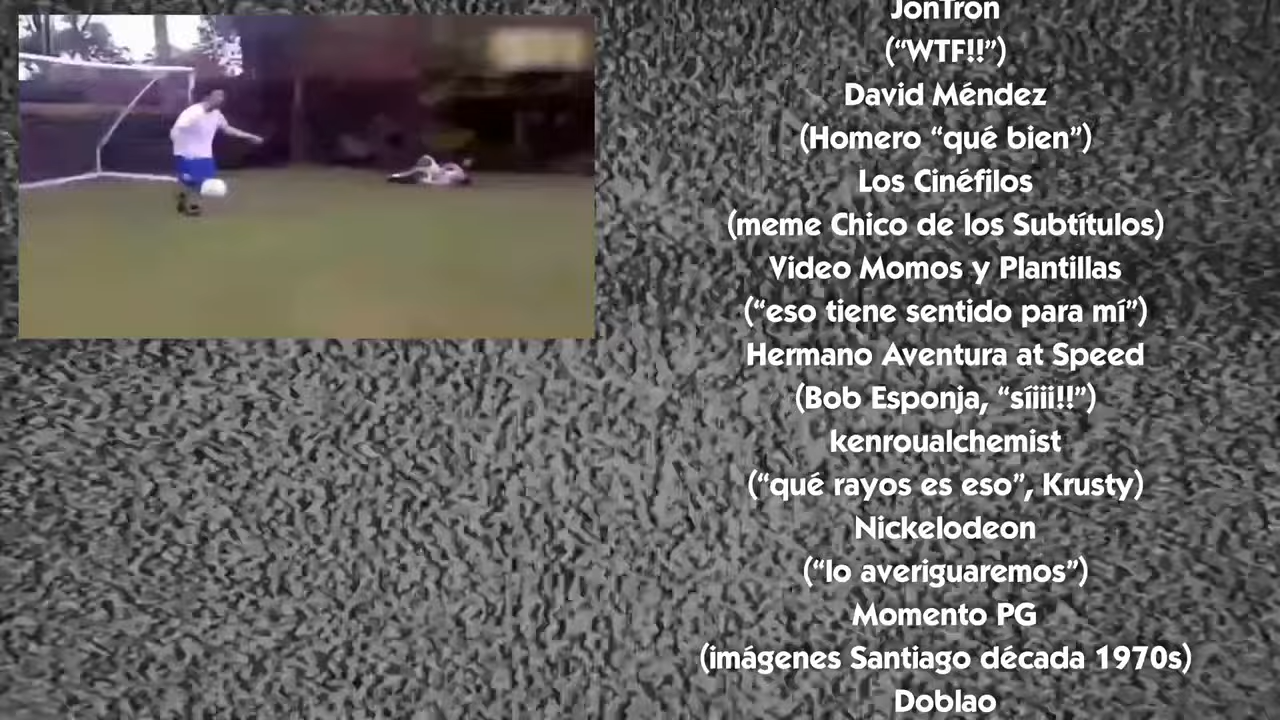 JonTron
(“WTF!!”)
David Méndez
(Homero “qué bien”)
Los Cinéfilos
(meme Chico de los Subtítulos)
Video Momos y Plantillas
(“eso tiene sentido para mí”)
Hermano Aventura at Speed
(Bob Esponja, “síiii!!”)
kenroualchemist
(“qué rayos es eso”, Krusty)
Nickelodeon
(“lo averiguaremos”)
Momento PG
(imágenes Santiago década 1970s)
Doblao